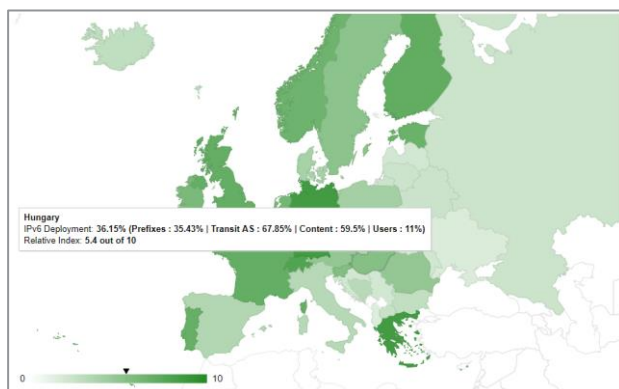 Hungary
IPv6 Deployment: 36.15% (Prefixes : 35.43% | Transit AS : 67.85% | Content : 59.5% | Users : 11%)
Relative Index: 5.4 out of 10
0 10